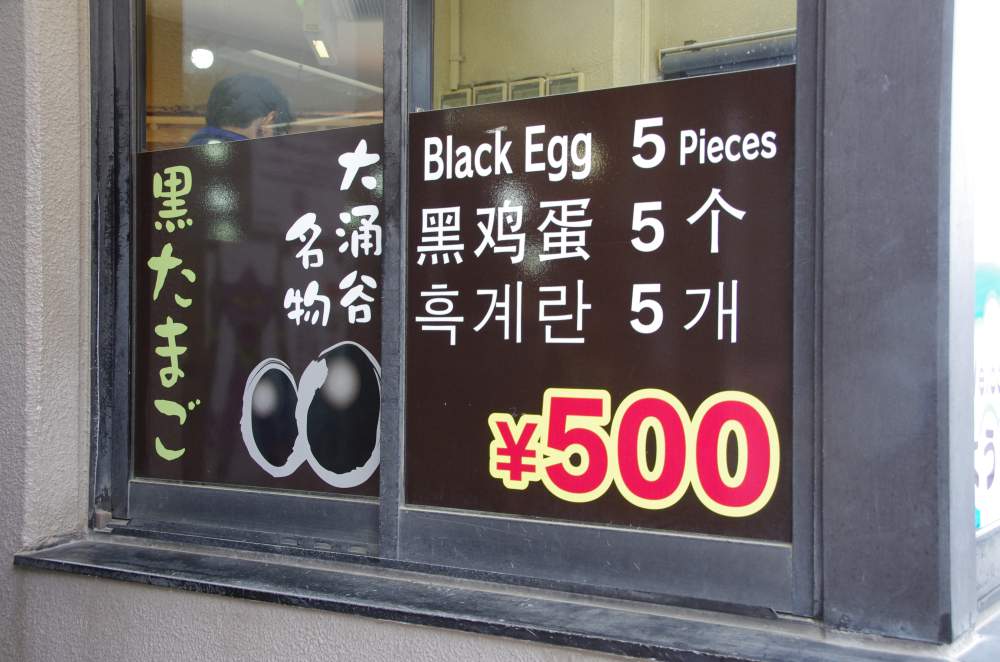 黒たまご
大涌谷
名物
Black Egg 5 Pieces
黑鸡蛋 5 个
흑계란 5 개
¥500